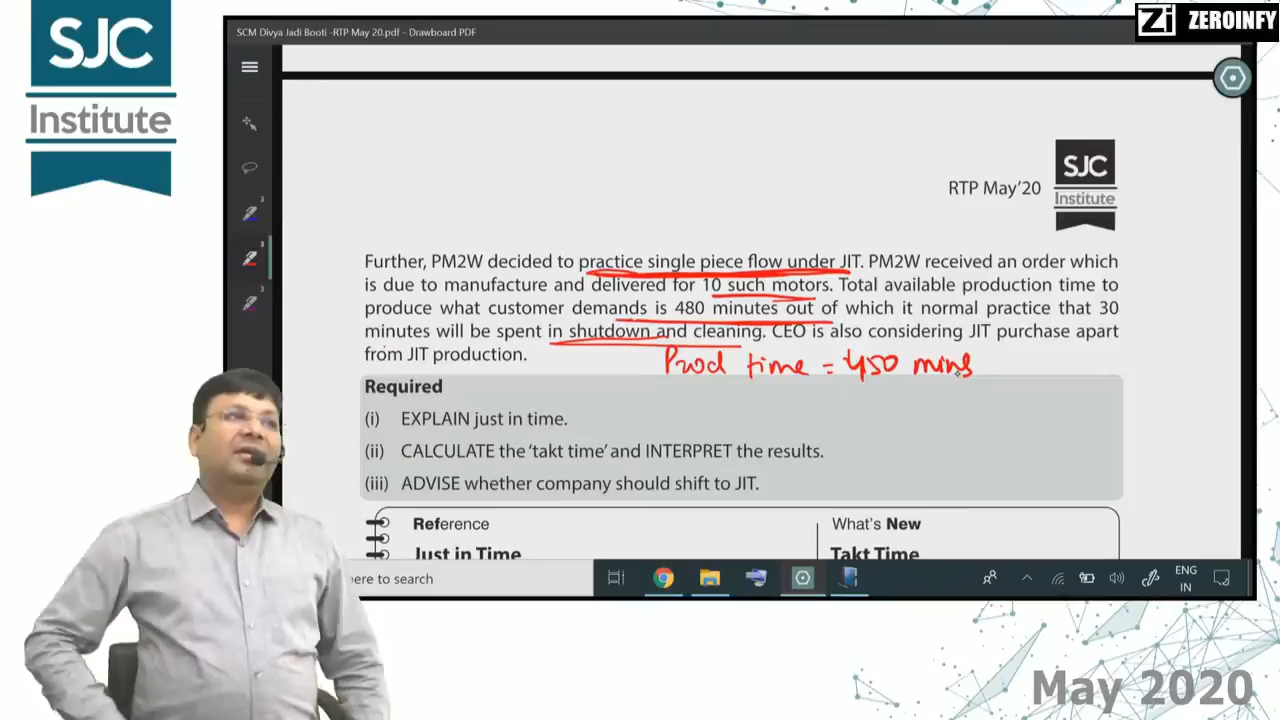 SJC
Institute
ZEROINFY
SCM Divya Jadi Booti -RTP May 20.pdf - Drawboard PDF
3
3
3
RTP May'20
SJC
Institute
Further, PM2W decided to practice single piece flow under JIT. PM2W received an order which
is due to manufacture and delivered for 10 such motors. Total available production time to
produce what customer demands is 480 minutes out of which it normal practice that 30
minutes will be spent in shutdown and cleaning. CEO is also considering JIT purchase apart
from JIT production.
Prod time = 450 mins
Required
(i) EXPLAIN just in time.
(ii) CALCULATE the 'takt time' and INTERPRET the results.
(iii) ADVISE whether company should shift to JIT.
Reference
What's New
Just in Time
Takt Time
ere to search
ENG
IN
May 2020